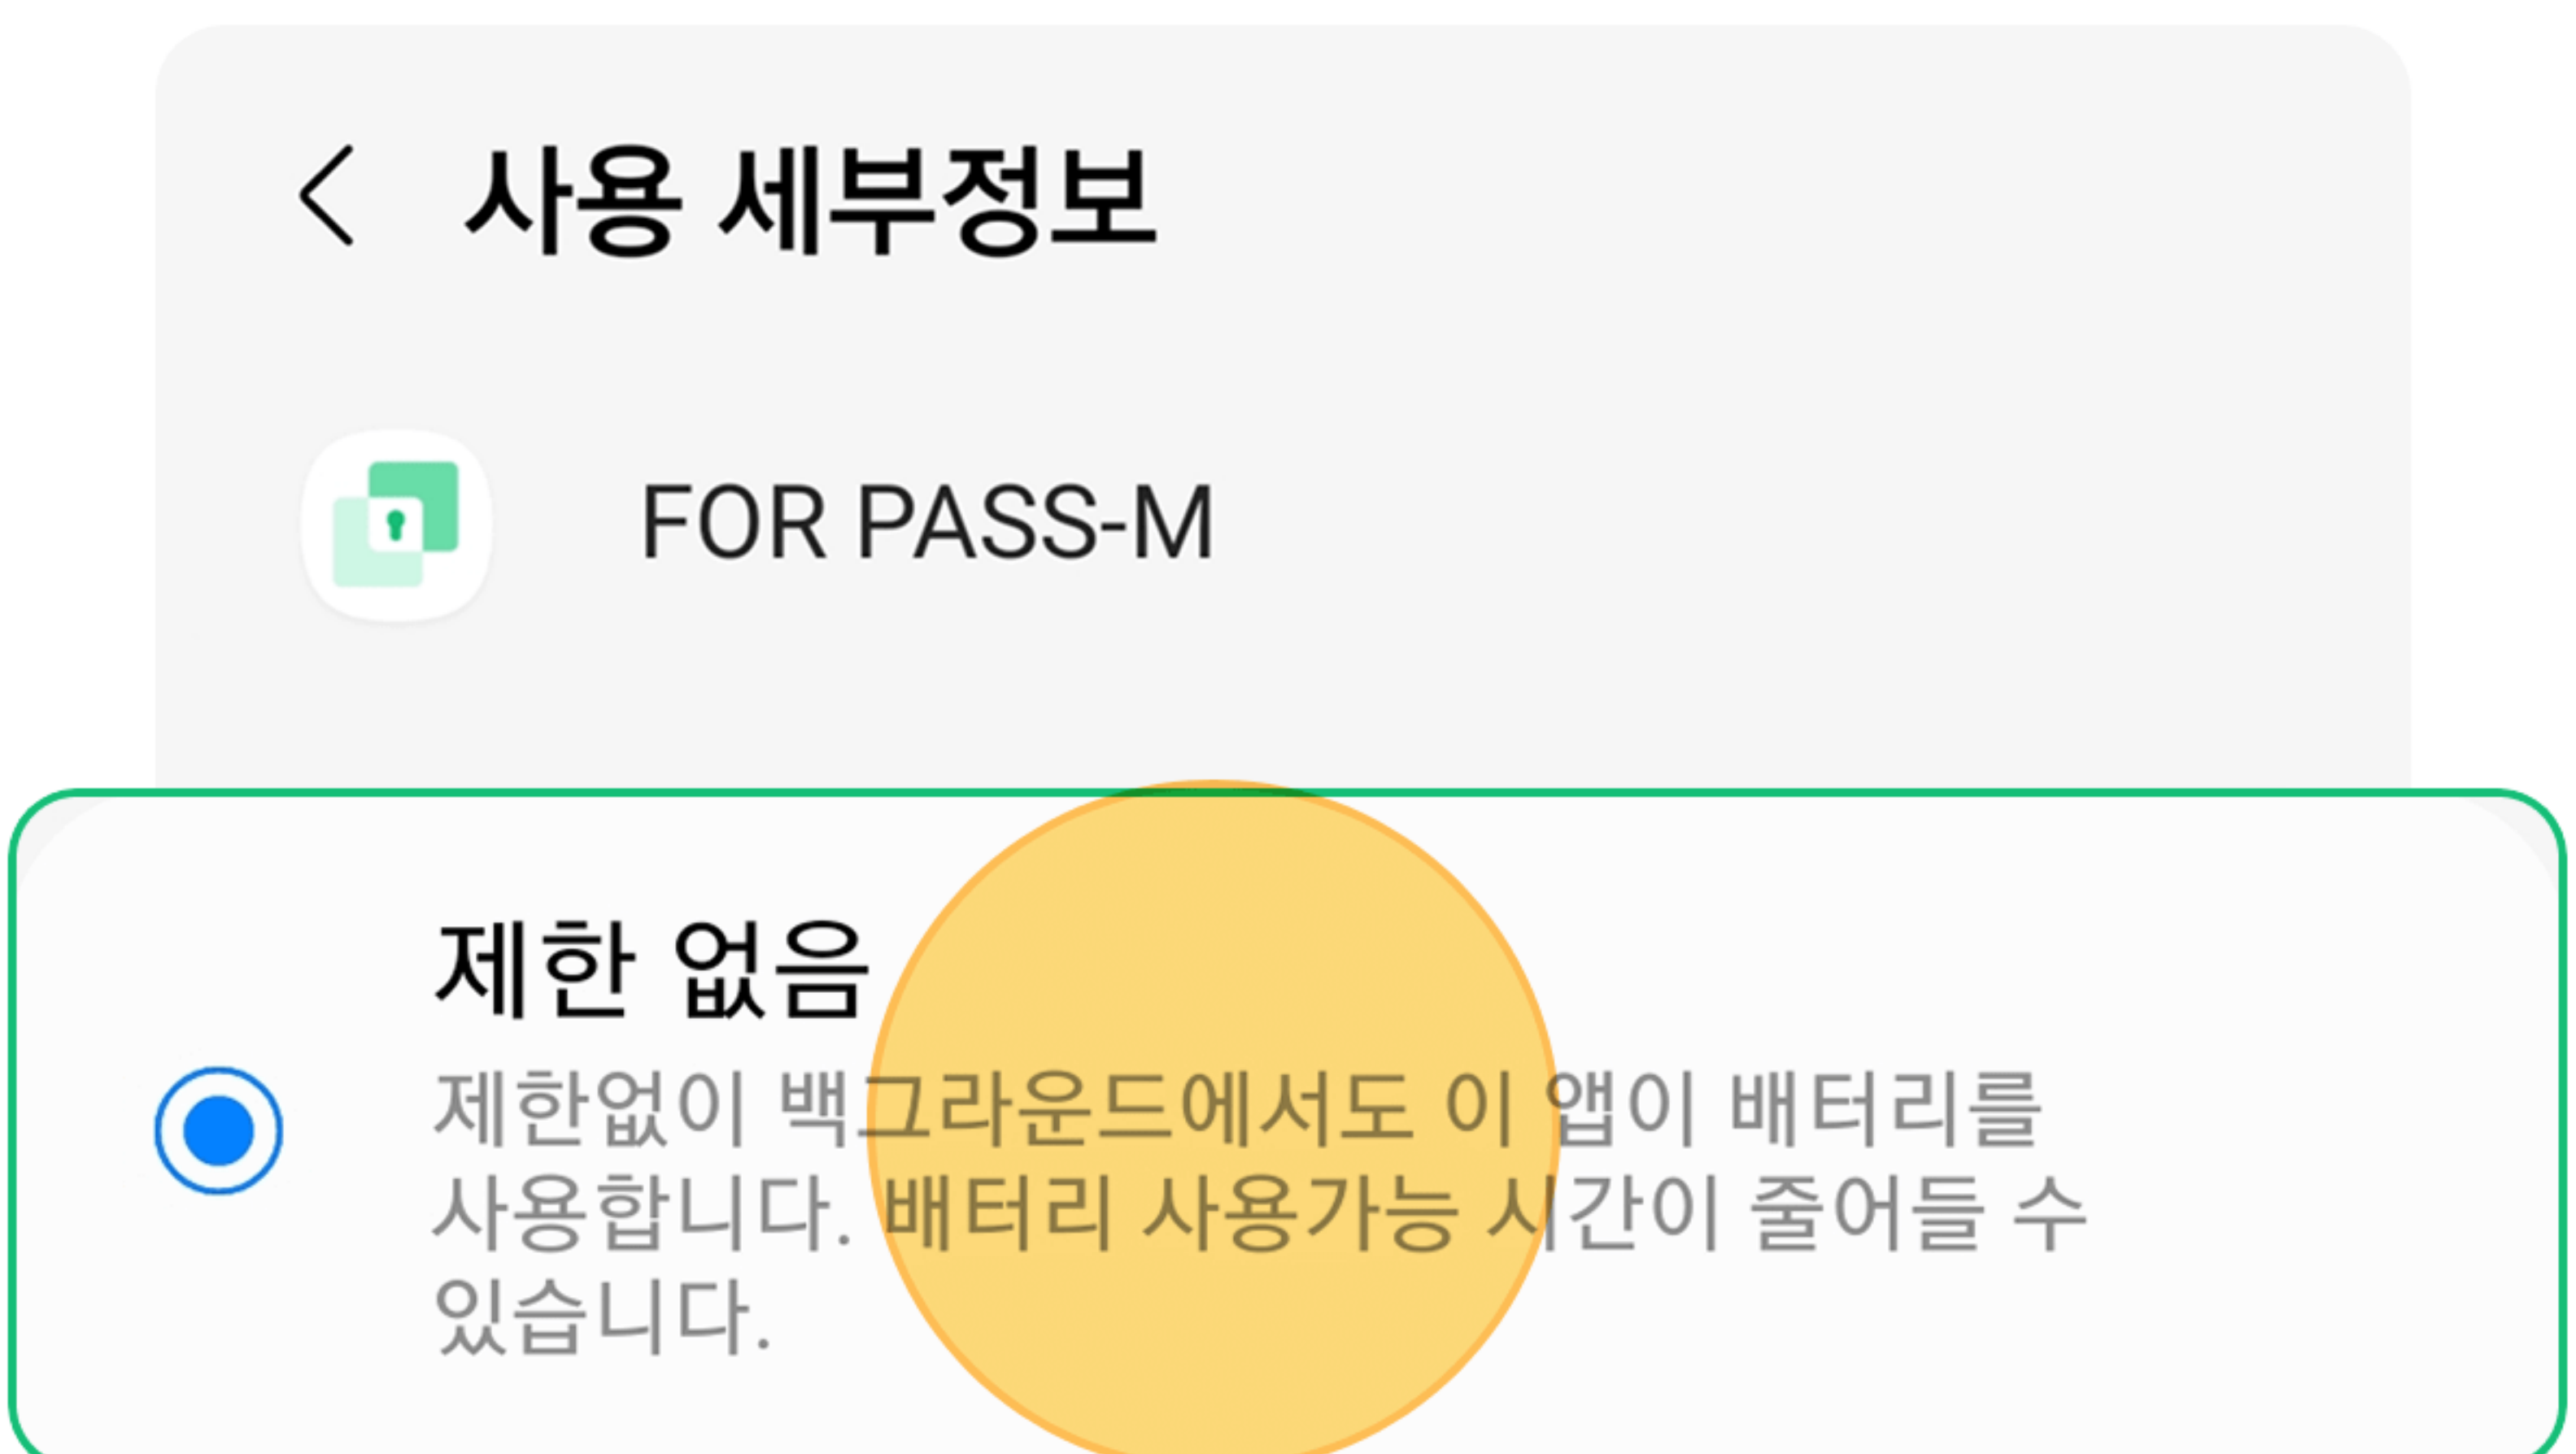 사용 세부정보
FOR PASS-M
제한 없음
제한없이 백그라운드에서도 이 앱이 배터리를
사용합니다. 배터리 사용가능 시간이 줄어들 수
있습니다.